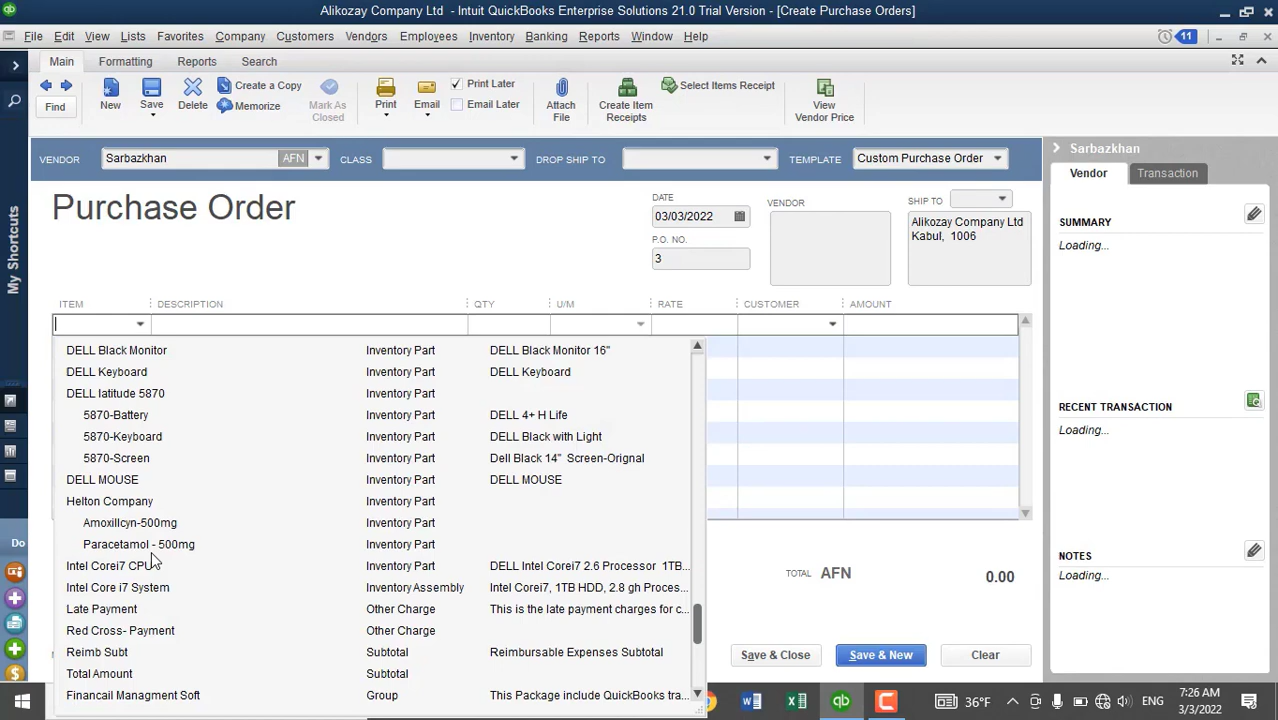 Alikozay Company Ltd - Intuit QuickBooks Enterprise Solutions 21.0 Trial Version - [Create Purchase Orders]
File Edit View Lists Favorites Company Customers Vendors Employees Inventory Banking Reports Window Help 11
Main Formatting Reports Search
Find New Save Delete Create a Copy Memorize Mark As Closed Print Email Print Later Email Later Attach File Create Item Receipts Select Items Receipt View Vendor Price
My Shortcuts
Do
VENDOR Sarbazkhan AFN CLASS DROP SHIP TO TEMPLATE Custom Purchase Order
Purchase Order
DATE
03/03/2022
P.O. NO.
3
VENDOR
SHIP TO
Alikozay Company Ltd
Kabul, 1006
ITEM DESCRIPTION QTY U/M RATE CUSTOMER AMOUNT
DELL Black Monitor Inventory Part DELL Black Monitor 16"
DELL Keyboard Inventory Part DELL Keyboard
DELL latitude 5870 Inventory Part
5870-Battery Inventory Part DELL 4+ H Life
5870-Keyboard Inventory Part DELL Black with Light
5870-Screen Inventory Part Dell Black 14" Screen-Orignal
DELL MOUSE Inventory Part DELL MOUSE
Helton Company Inventory Part
Amoxillcyn-500mg Inventory Part
Paracetamol - 500mg Inventory Part
Intel Corei7 CPU Inventory Part DELL Intel Corei7 2.6 Processor 1TB...
Intel Core i7 System Inventory Assembly Intel Corei7, 1TB HDD, 2.8 gh Proces...
Late Payment Other Charge This is the late payment charges for c...
Red Cross- Payment Other Charge
Reimb Subt Subtotal Reimbursable Expenses Subtotal
Total Amount Subtotal
Financail Managment Soft Group This Package include QuickBooks tra...
TOTAL AFN 0.00
Save & Close Save & New Clear
Sarbazkhan
Vendor Transaction
SUMMARY
Loading...
RECENT TRANSACTION
Loading...
NOTES
Loading...
36°F ENG 7:26 AM
3/3/2022